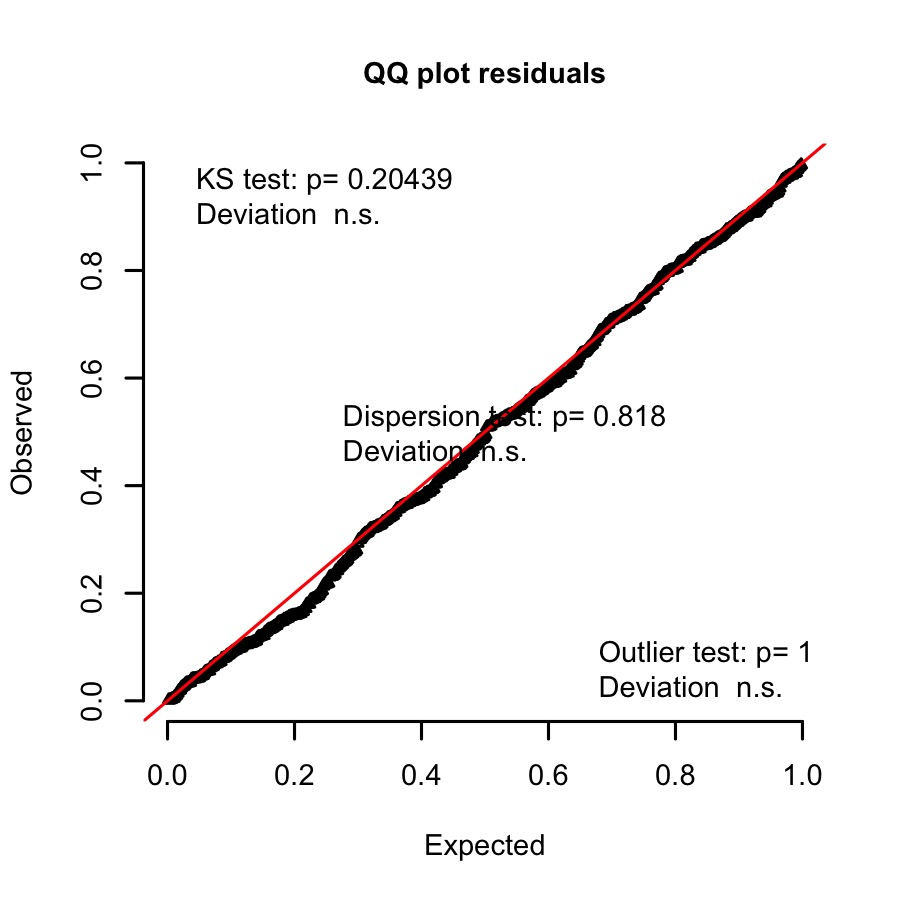 QQ plot residuals
KS test: p= 0.20439
Deviation  n.s.
Dispersion test: p= 0.818
Deviation  n.s.
Outlier test: p= 1
Deviation  n.s.
Observed
0.0 0.2 0.4 0.6 0.8 1.0
0.0 0.2 0.4 0.6 0.8 1.0
Expected